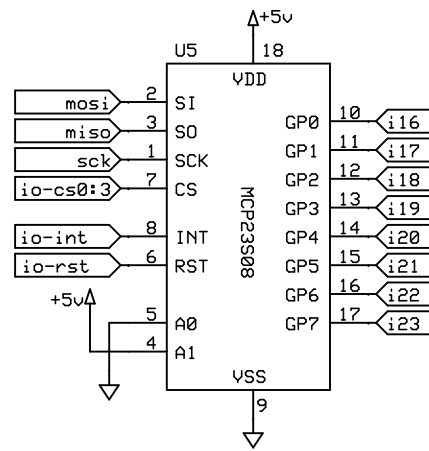 +5v
U5
18
VDD
mosi 2 SI
miso 3 SO
sck 1 SCK
io-cs0:3 7 CS
io-int 8 INT
io-rst 6 RST
+5v
5 A0
4 A1
MCP23S08
GP0 10 i16
GP1 11 i17
GP2 12 i18
GP3 13 i19
GP4 14 i20
GP5 15 i21
GP6 16 i22
GP7 17 i23
VSS
9